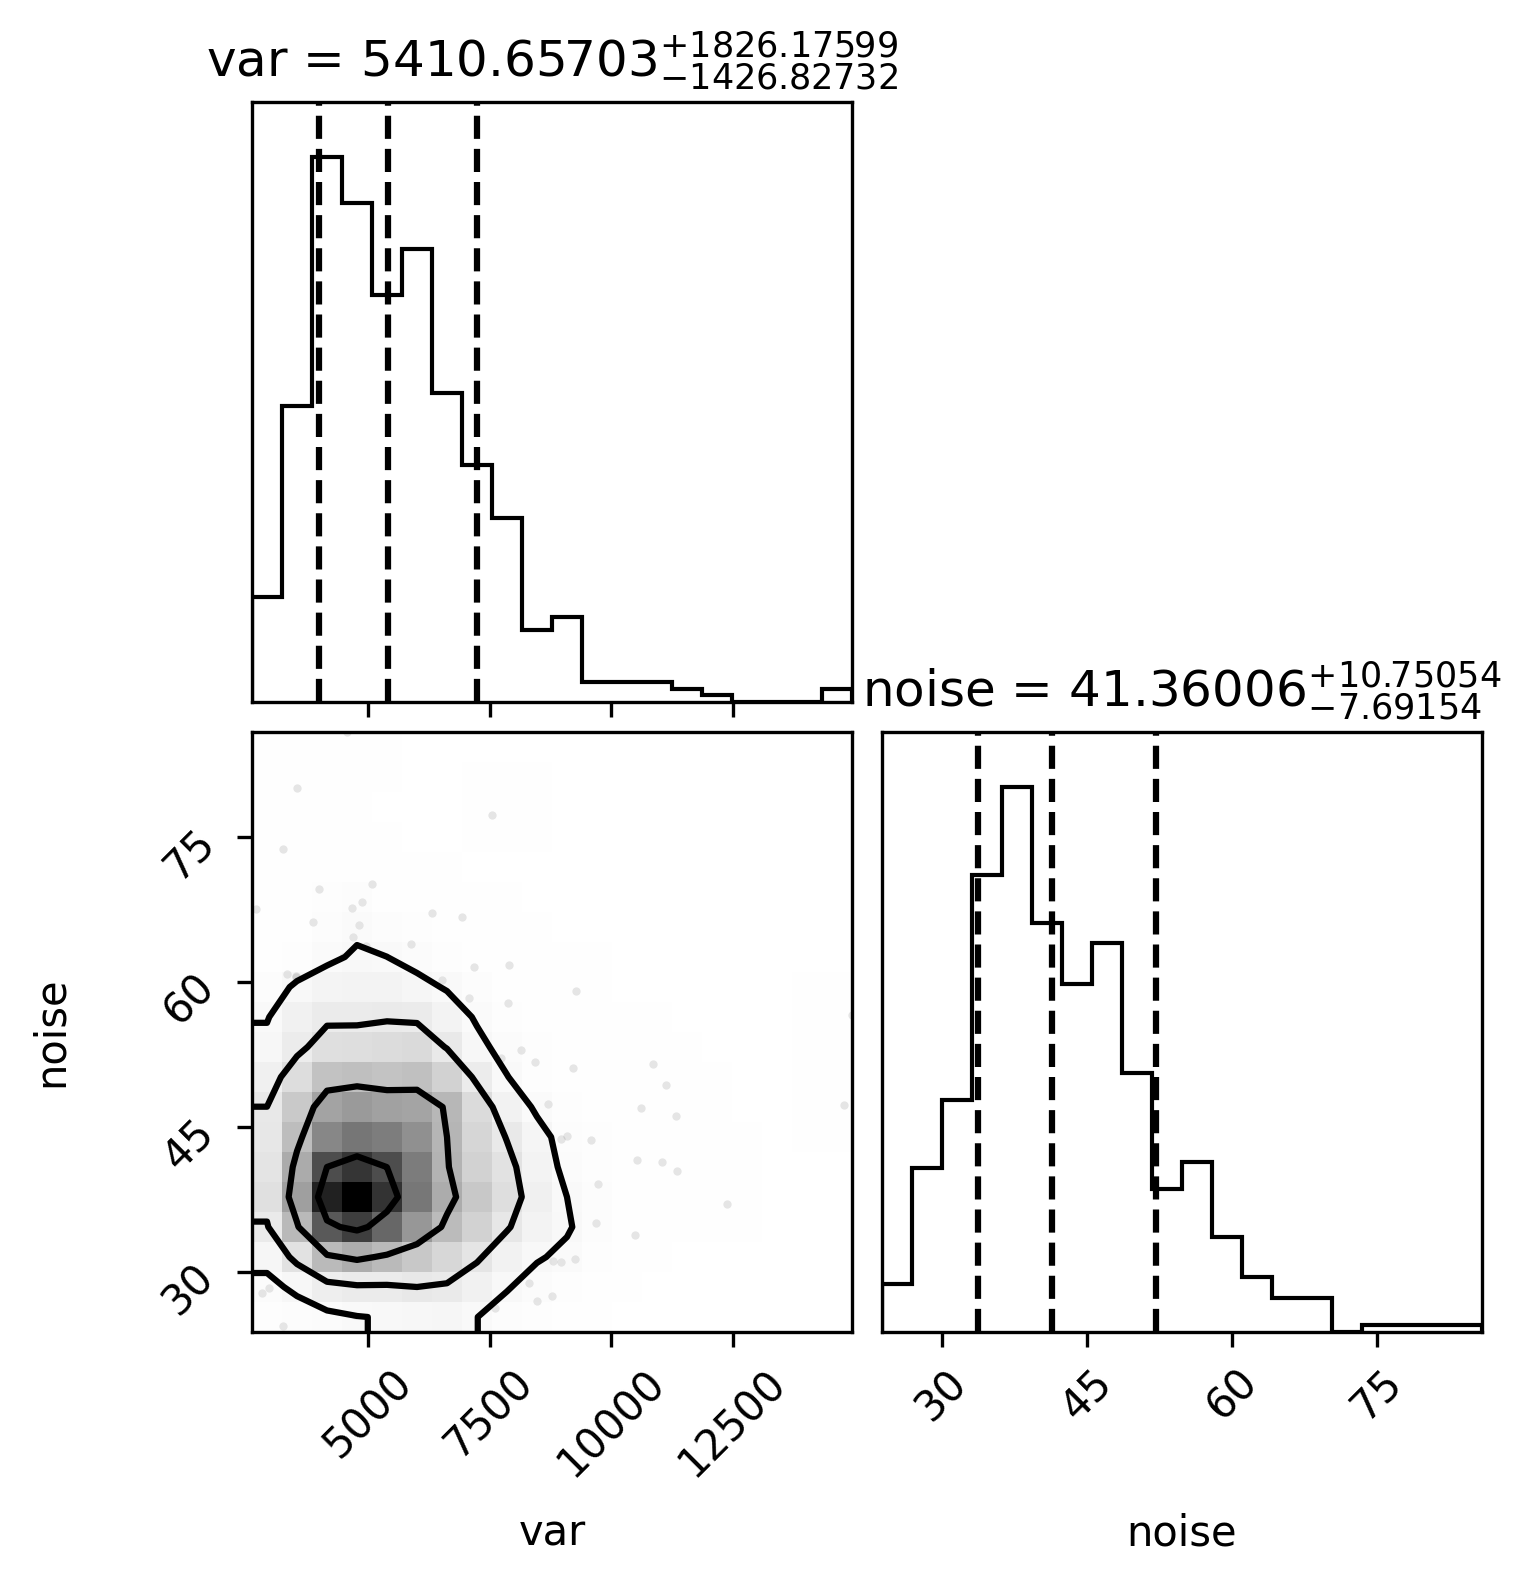 var = 5410.65703+1826.17599−1426.82732
noise = 41.36006+10.75054−7.69154
noise
75
60
45
30
5000 7500 10000 12500
30 45 60 75
var
noise